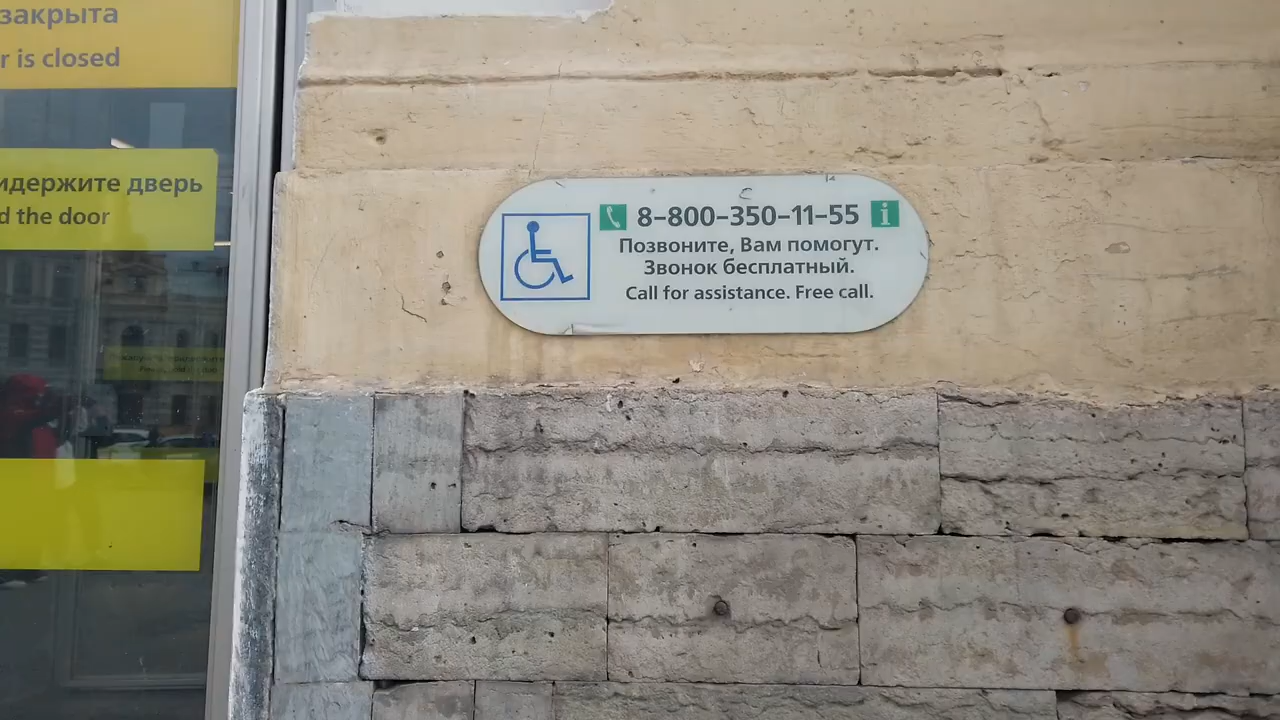 закрыта
r is closed
идержите дверь
d the door
8-800-350-11-55
Позвоните, Вам помогут.
Звонок бесплатный.
Call for assistance. Free call.